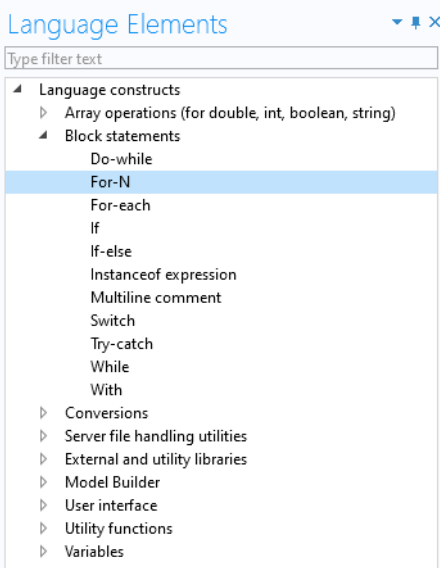 Language Elements
Type filter text
Language constructs
Array operations (for double, int, boolean, string)
Block statements
Do-while
For-N
For-each
If
If-else
Instanceof expression
Multiline comment
Switch
Try-catch
While
With
Conversions
Server file handling utilities
External and utility libraries
Model Builder
User interface
Utility functions
Variables